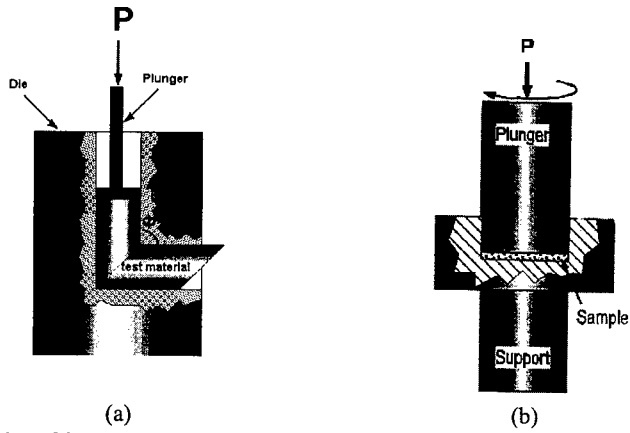 P
Die
Plunger
test material
(a)
P
Plunger
Sample
Support
(b)